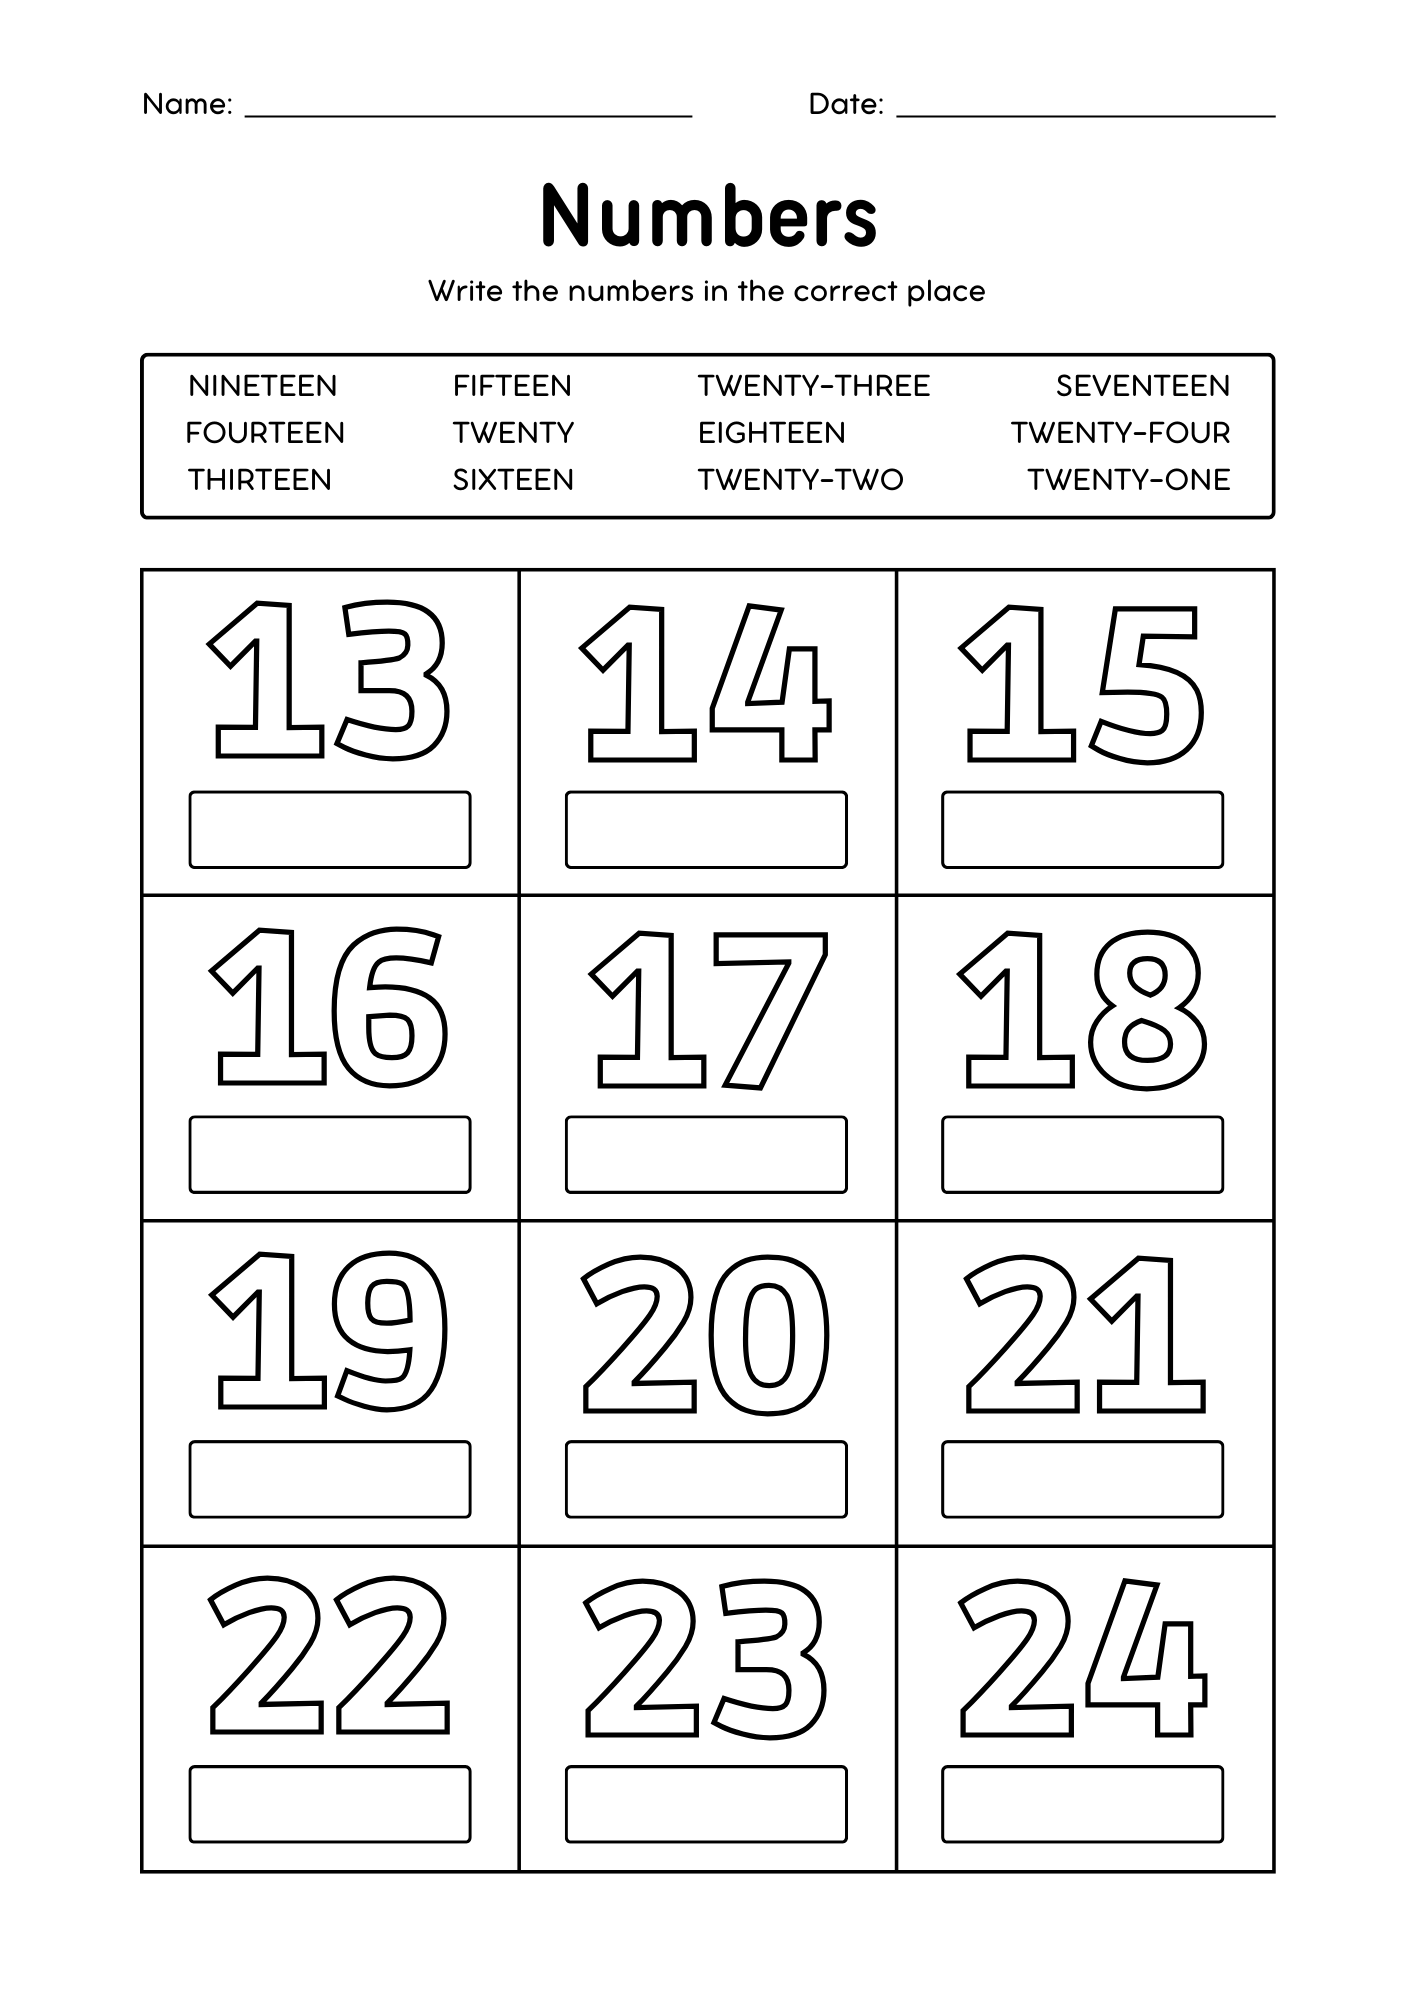 Name: Date:
Numbers
Write the numbers in the correct place
NINETEEN FIFTEEN TWENTY-THREE SEVENTEEN
FOURTEEN TWENTY EIGHTEEN TWENTY-FOUR
THIRTEEN SIXTEEN TWENTY-TWO TWENTY-ONE
13 14 15
16 17 18
19 20 21
22 23 24